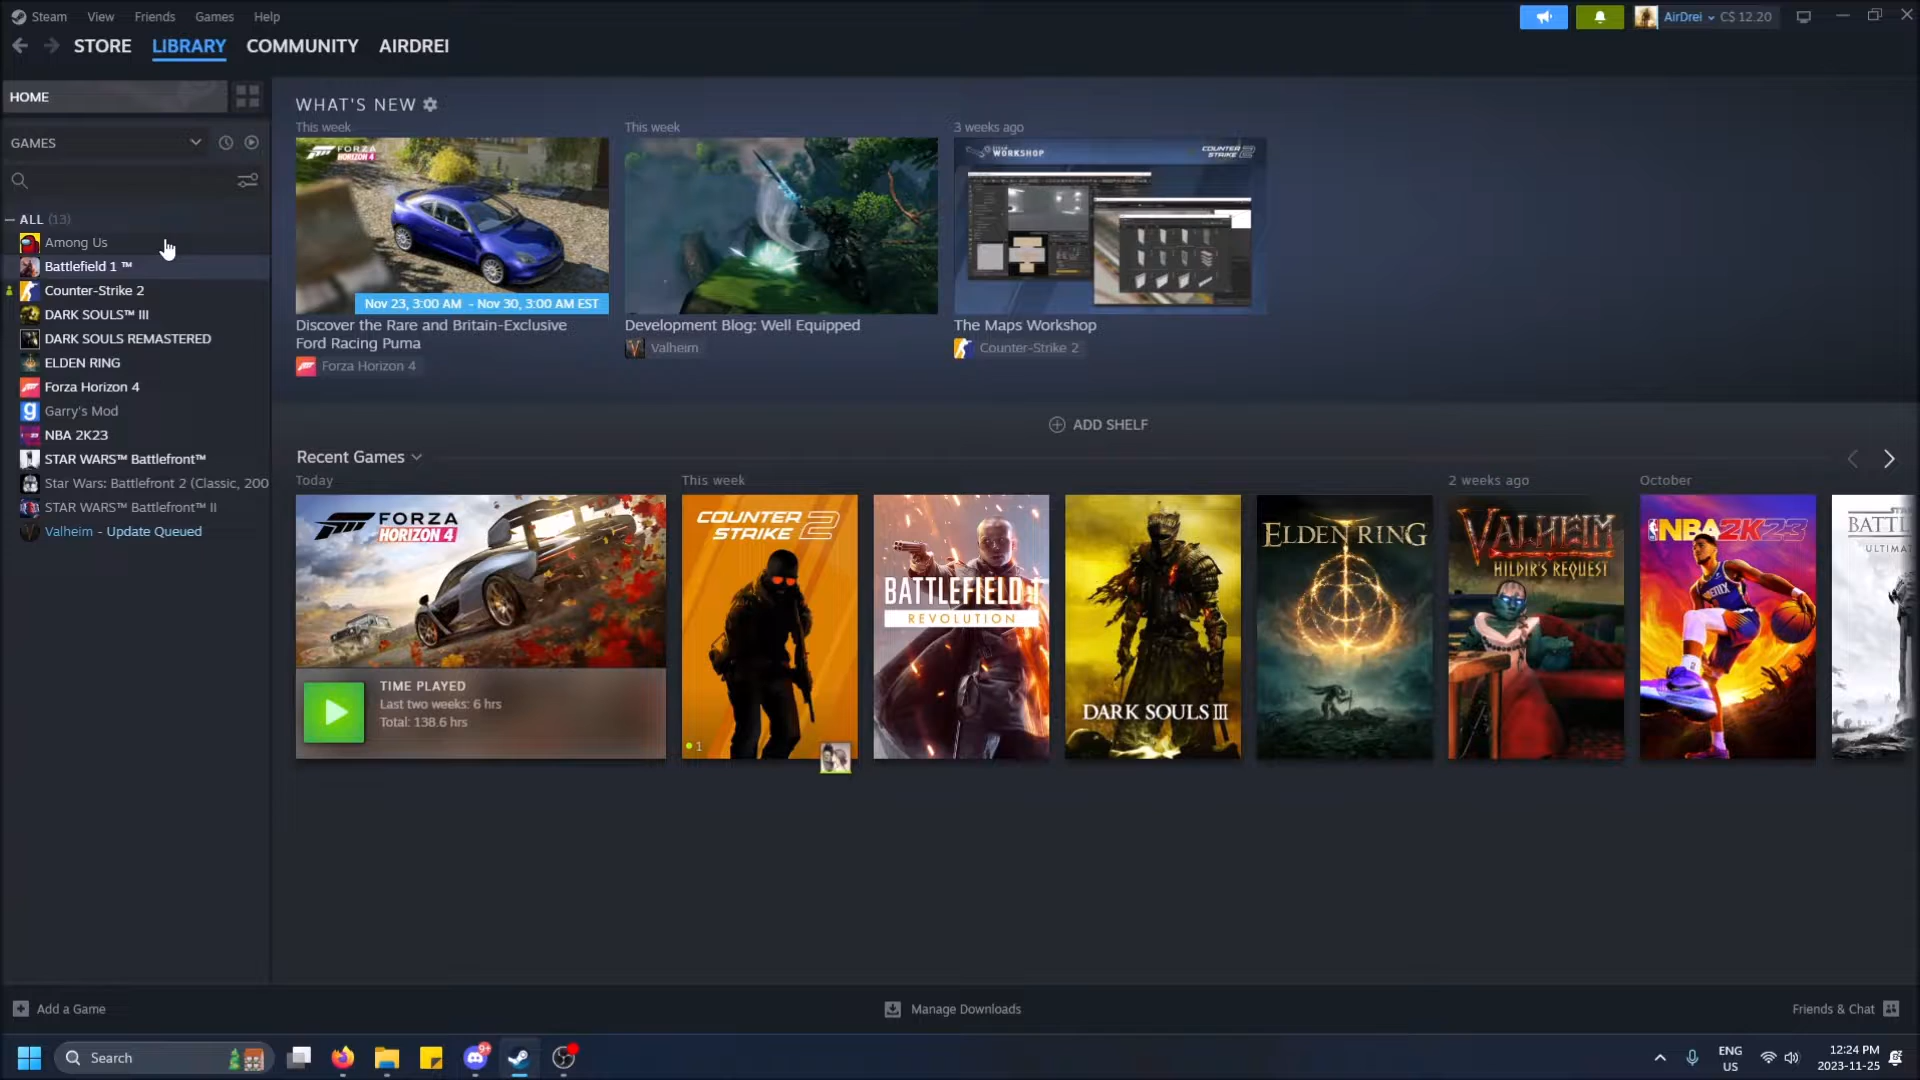 Steam View Friends Games Help
AirDrei C$ 12.20
STORE LIBRARY COMMUNITY AIRDREI
HOME
GAMES
ALL (13)
Among Us
Battlefield 1 ™
Counter-Strike 2
DARK SOULS™ III
DARK SOULS REMASTERED
ELDEN RING
Forza Horizon 4
Garry's Mod
NBA 2K23
STAR WARS™ Battlefront™
Star Wars: Battlefront 2 (Classic, 200
STAR WARS™ Battlefront™ II
Valheim - Update Queued
WHAT'S NEW
This week
FORZA
HORIZON 4
Nov 23, 3:00 AM - Nov 30, 3:00 AM EST
Discover the Rare and Britain-Exclusive
Ford Racing Puma
Forza Horizon 4
This week
Development Blog: Well Equipped
Valheim
3 weeks ago
WORKSHOP
COUNTER
STRIKE 2
The Maps Workshop
Counter-Strike 2
ADD SHELF
Recent Games
Today
FORZA
HORIZON 4
TIME PLAYED
Last two weeks: 6 hrs
Total: 138.6 hrs
This week
COUNTER
STRIKE 2
1
BATTLEFIELD 1
REVOLUTION
DARK SOULS III
ELDEN RING
2 weeks ago
VALHEIM
HILDIR'S REQUEST
October
NBA 2K23
PHOENIX
STAR
BATTL
ULTIMAT
Add a Game
Manage Downloads
Friends & Chat
Search
9+
ENG
US
12:24 PM
2023-11-25